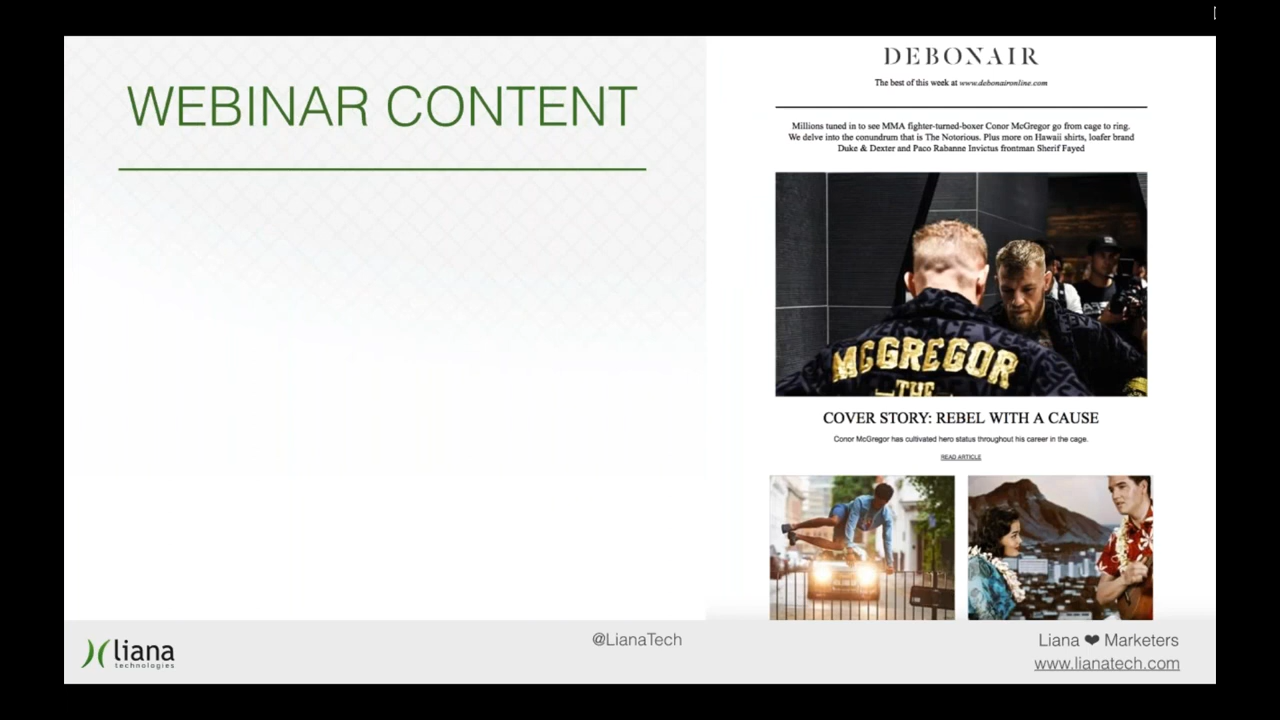 WEBINAR CONTENT
DEBONAIR
The best of this week at www.debonaironline.com
Millions tuned in to see MMA fighter-turned-boxer Conor McGregor go from cage to ring.
We delve into the conundrum that is The Notorious. Plus more on Hawaii shirts, loafer brand
Duke & Dexter and Paco Rabanne Invictus frontman Sherif Fayed
MCGREGOR
THE
COVER STORY: REBEL WITH A CAUSE
Conor McGregor has cultivated hero status throughout his career in the cage.
READ ARTICLE
liana
technologies
@LianaTech
Liana ❤ Marketers
www.lianatech.com